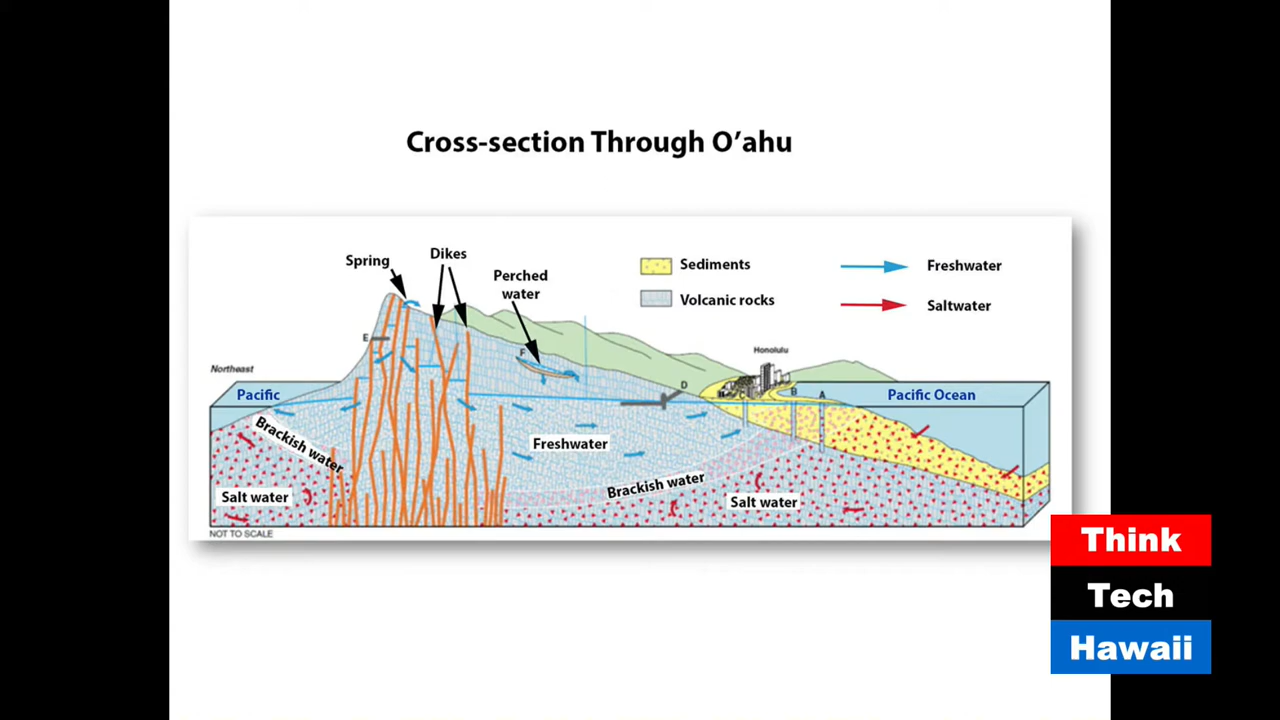 Cross-section Through O'ahu
Spring
Dikes
Perched
water
Sediments
Volcanic rocks
Freshwater
Saltwater
E
F
D
Honolulu
C
B
A
Northeast
Pacific
Pacific Ocean
Brackish water
Freshwater
Brackish water
Salt water
Salt water
NOT TO SCALE
Think
Tech
Hawaii